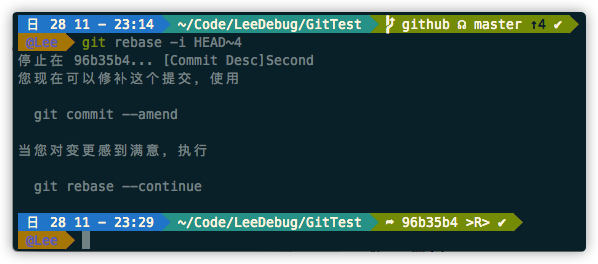 日 28 11 - 23:14 ~/Code/LeeDebug/GitTest github master ↑4 ✔
@Lee git rebase -i HEAD~4
停止在 96b35b4... [Commit Desc]Second
您现在可以修补这个提交，使用
git commit --amend
当您对变更感到满意，执行
git rebase --continue
日 28 11 - 23:29 ~/Code/LeeDebug/GitTest ➦ 96b35b4 >R> ✔
@Lee